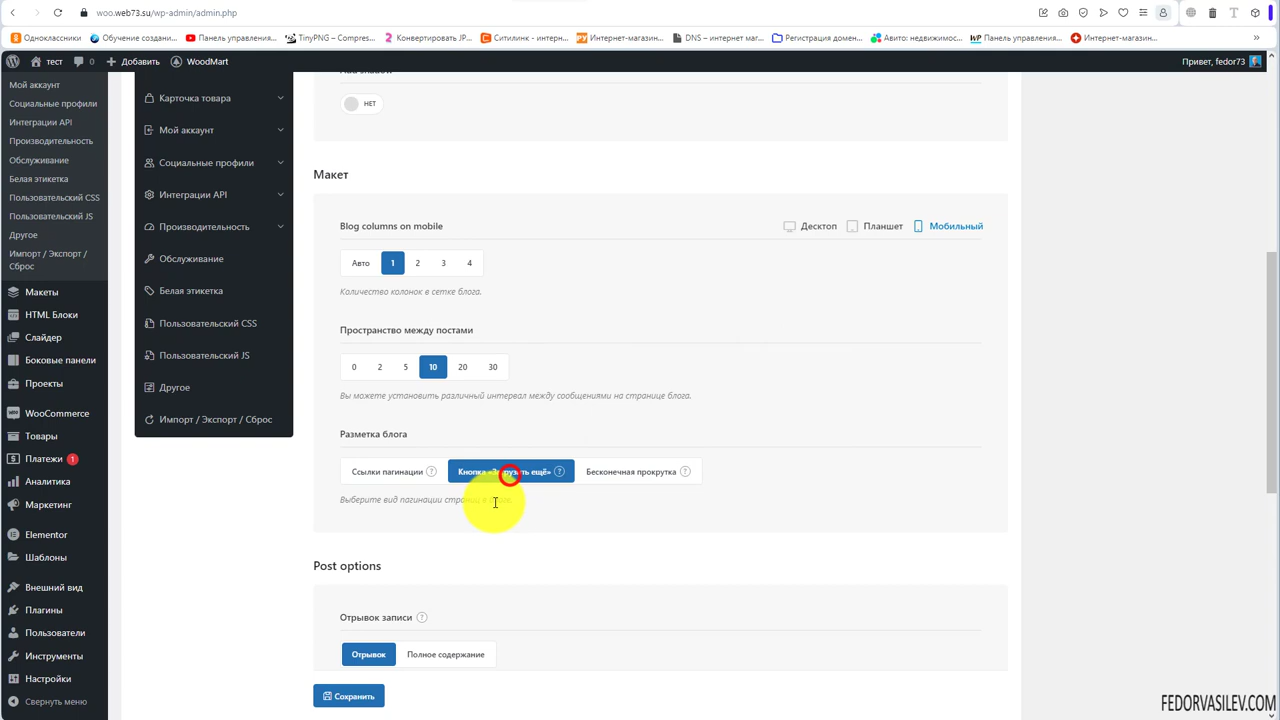 woo.web73.su/wp-admin/admin.php
Одноклассники
Обучение создани...
Панель управления...
TinyPNG – Compres...
Конвертировать JP...
Ситилинк - интерн...
Интернет-магазин...
DNS – интернет маг...
Регистрация домен...
Авито: недвижимос...
Панель управления...
Интернет-магазин...
тест
0
Добавить
WoodMart
Привет, fedor73
Мой аккаунт
Социальные профили
Интеграции API
Производительность
Обслуживание
Белая этикетка
Пользовательский CSS
Пользовательский JS
Другое
Импорт / Экспорт /
Сброс
Макеты
HTML Блоки
Слайдер
Боковые панели
Проекты
WooCommerce
Товары
Платежи 1
Аналитика
Маркетинг
Elementor
Шаблоны
Внешний вид
Плагины
Пользователи
Инструменты
Настройки
Свернуть меню
Карточка товара
Мой аккаунт
Социальные профили
Интеграции API
Производительность
Обслуживание
Белая этикетка
Пользовательский CSS
Пользовательский JS
Другое
Импорт / Экспорт / Сброс
НЕТ
Макет
Blog columns on mobile
Десктоп
Планшет
Мобильный
Авто 1 2 3 4
Количество колонок в сетке блога.
Пространство между постами
0 2 5 10 20 30
Вы можете установить различный интервал между сообщениями на странице блога.
Разметка блога
Ссылки пагинации ?
Кнопка «Загрузить ещё» ?
Бесконечная прокрутка ?
Выберите вид пагинации страниц в блоге.
Post options
Отрывок записи ?
Отрывок
Полное содержание
Сохранить
FEDORVASILEV.COM